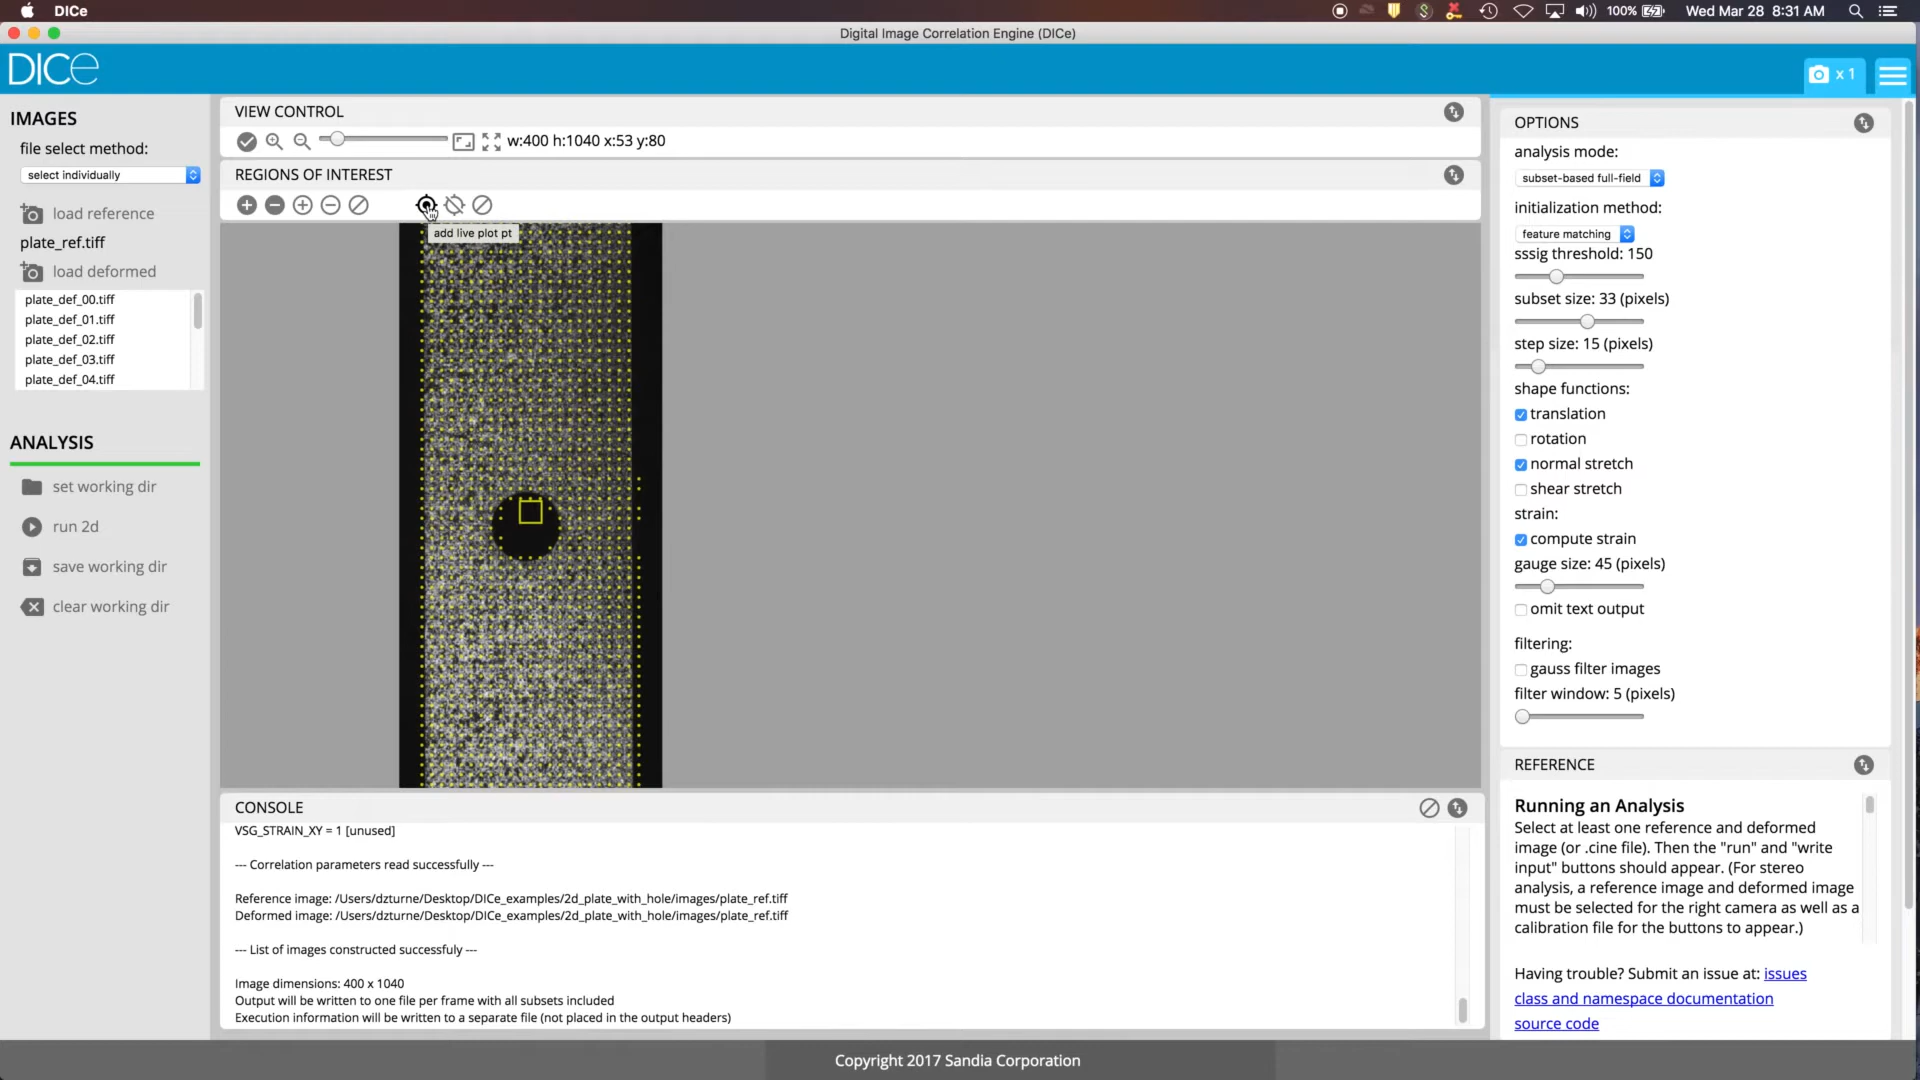 DICe
100%
Wed Mar 28 8:31 AM
Digital Image Correlation Engine (DICe)
DICe
x 1
IMAGES
file select method:
select individually
load reference
plate_ref.tiff
load deformed
plate_def_00.tiff
plate_def_01.tiff
plate_def_02.tiff
plate_def_03.tiff
plate_def_04.tiff
ANALYSIS
set working dir
run 2d
save working dir
clear working dir
VIEW CONTROL
w:400 h:1040 x:53 y:80
REGIONS OF INTEREST
add live plot pt
CONSOLE
VSG_STRAIN_XY = 1 [unused]
--- Correlation parameters read successfully ---
Reference image: /Users/dzturne/Desktop/DICe_examples/2d_plate_with_hole/images/plate_ref.tiff
Deformed image: /Users/dzturne/Desktop/DICe_examples/2d_plate_with_hole/images/plate_ref.tiff
--- List of images constructed successfuly ---
Image dimensions: 400 x 1040
Output will be written to one file per frame with all subsets included
Execution information will be written to a separate file (not placed in the output headers)
OPTIONS
analysis mode:
subset-based full-field
initialization method:
feature matching
sssig threshold: 150
subset size: 33 (pixels)
step size: 15 (pixels)
shape functions:
translation
rotation
normal stretch
shear stretch
strain:
compute strain
gauge size: 45 (pixels)
omit text output
filtering:
gauss filter images
filter window: 5 (pixels)
REFERENCE
Running an Analysis
Select at least one reference and deformed
image (or .cine file). Then the "run" and "write
input" buttons should appear. (For stereo
analysis, a reference image and deformed image
must be selected for the right camera as well as a
calibration file for the buttons to appear.)
Having trouble? Submit an issue at: issues
class and namespace documentation
source code
Copyright 2017 Sandia Corporation